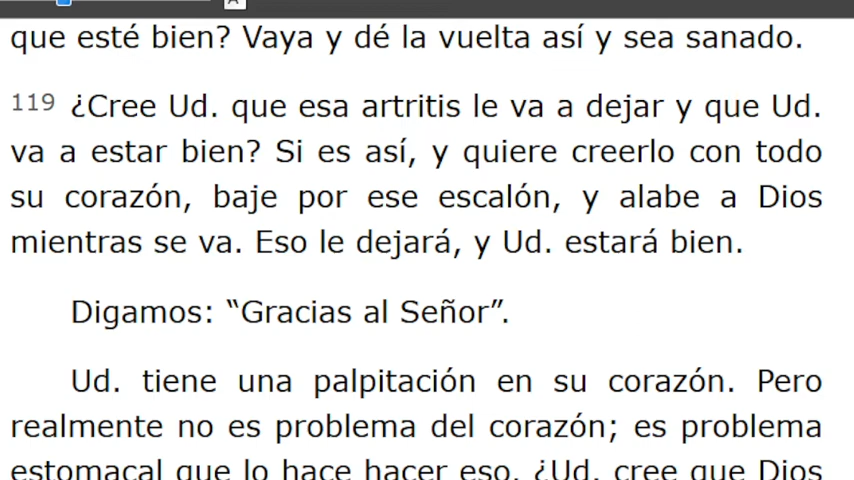 que esté bien? Vaya y dé la vuelta así y sea sanado.
119 ¿Cree Ud. que esa artritis le va a dejar y que Ud.
va a estar bien? Si es así, y quiere creerlo con todo
su corazón, baje por ese escalón, y alabe a Dios
mientras se va. Eso le dejará, y Ud. estará bien.
Digamos: “Gracias al Señor”.
Ud. tiene una palpitación en su corazón. Pero
realmente no es problema del corazón; es problema
estomacal que lo hace hacer eso. ¿Ud. cree que Dios